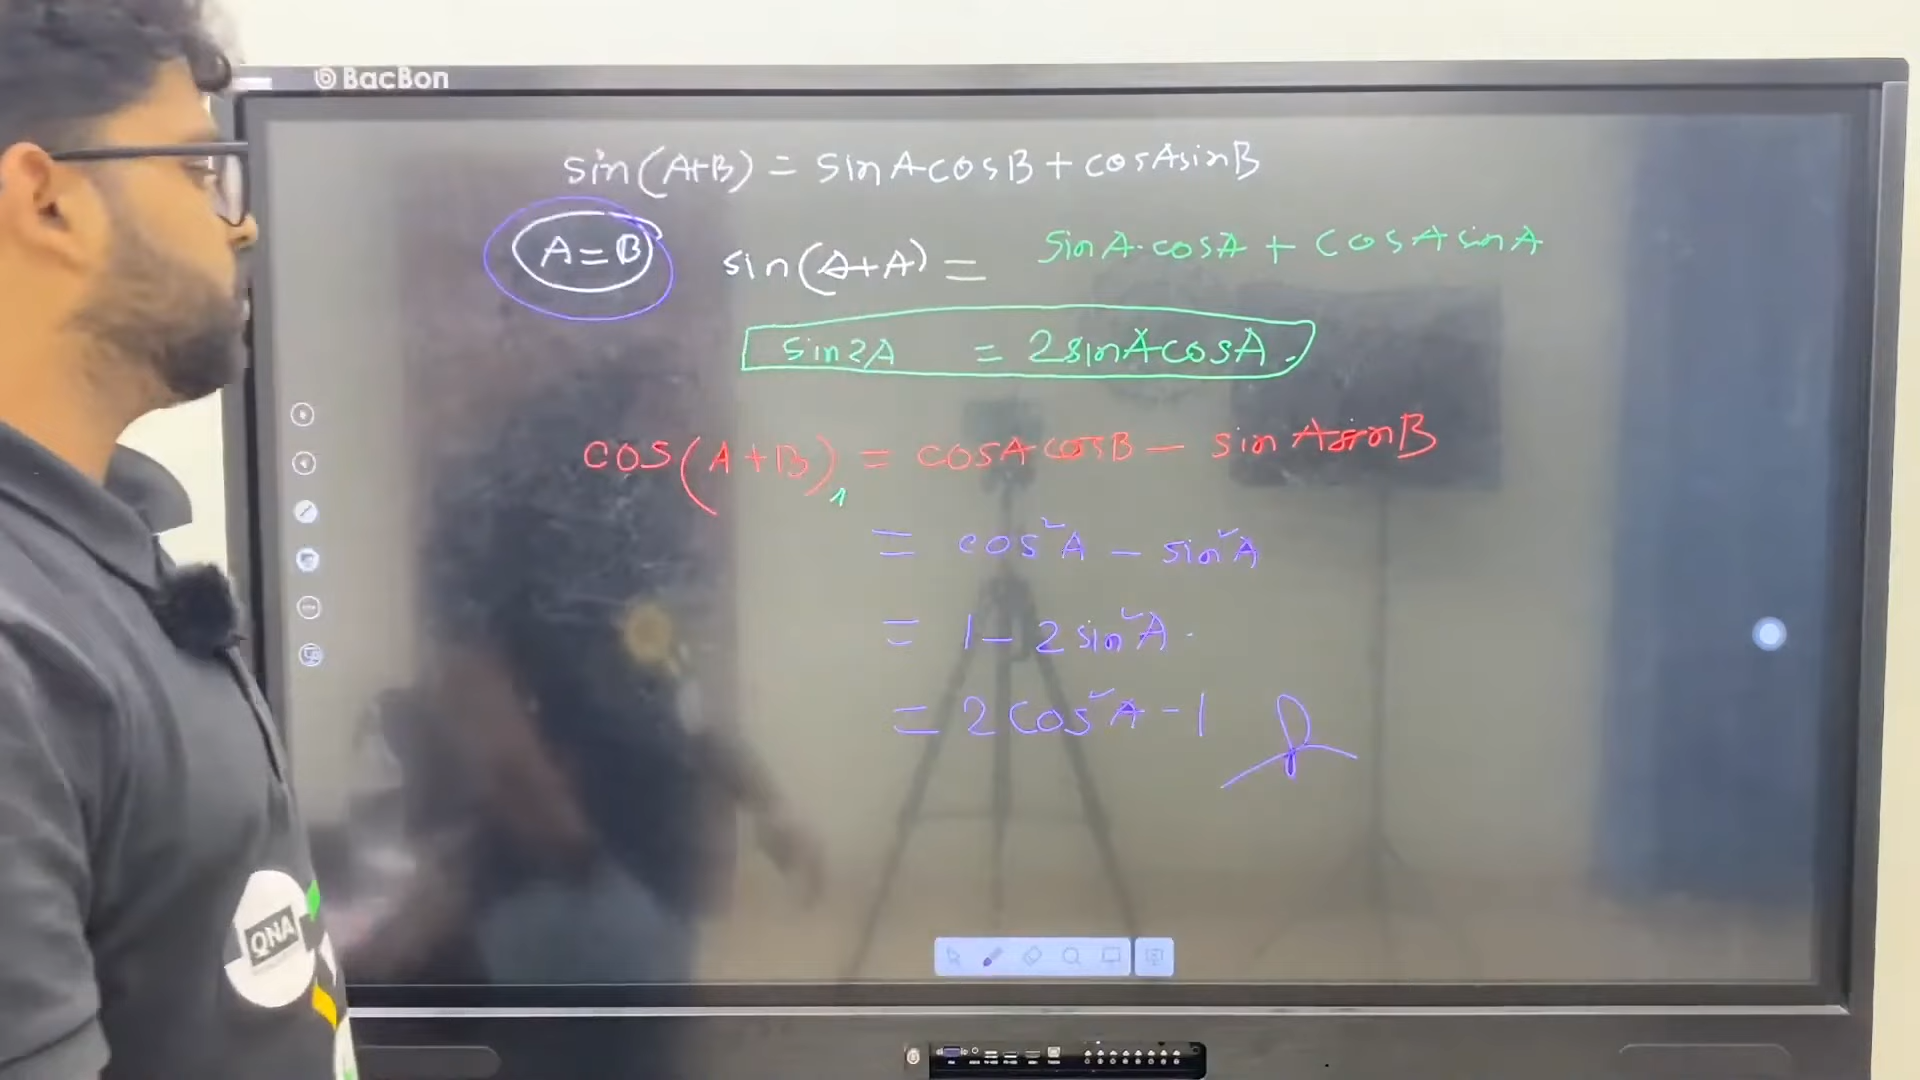 BacBon
sin(A+B) = sinAcosB + cosAsinB
A=B sin(A+A) = sinA·cosA + cosAsinA
sin2A = 2sinAcosA.
cos(A+B) = cosAcosB − sinAsinB
= cos²A − sin²A
= 1 − 2sin²A.
= 2cos²A − 1
QNA